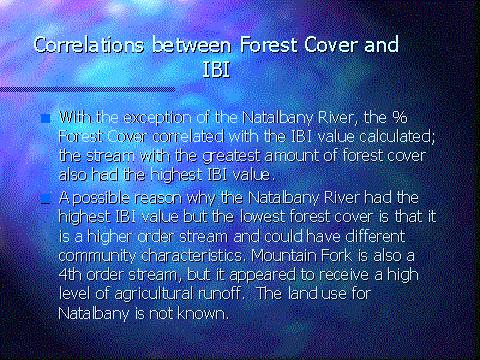 Correlations between Forest Cover and
IBI
With the exception of the Natalbany River, the %
Forest Cover correlated with the IBI value calculated;
the stream with the greatest amount of forest cover
also had the highest IBI value.
A possible reason why the Natalbany River had the
highest IBI value but the lowest forest cover is that it
is a higher order stream and could have different
community characteristics. Mountain Fork is also a
4th order stream, but it appeared to receive a high
level of agricultural runoff.  The land use for
Natalbany is not known.